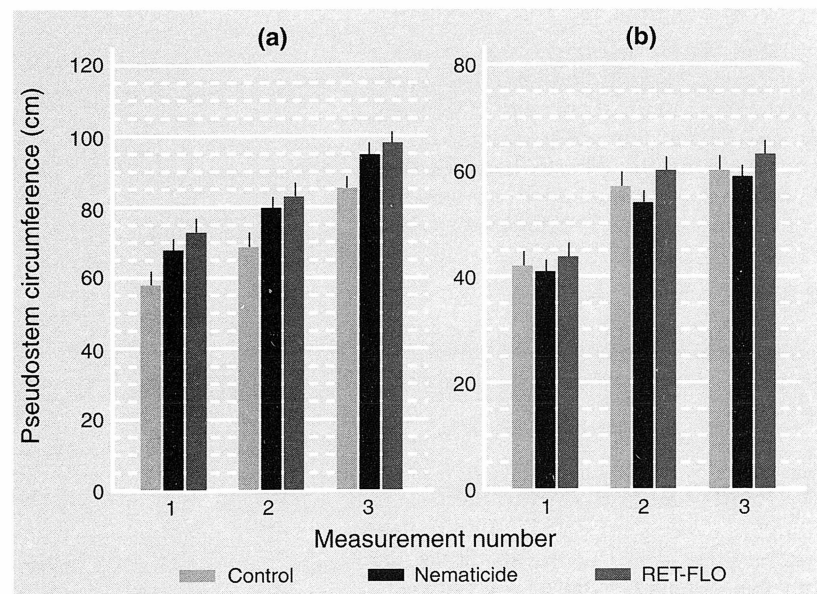 (a)
(b)
Pseudostem circumference (cm)
120
100
80
60
40
20
0
80
60
40
20
0
1 2 3
1 2 3
Measurement number
Control Nematicide RET-FLO